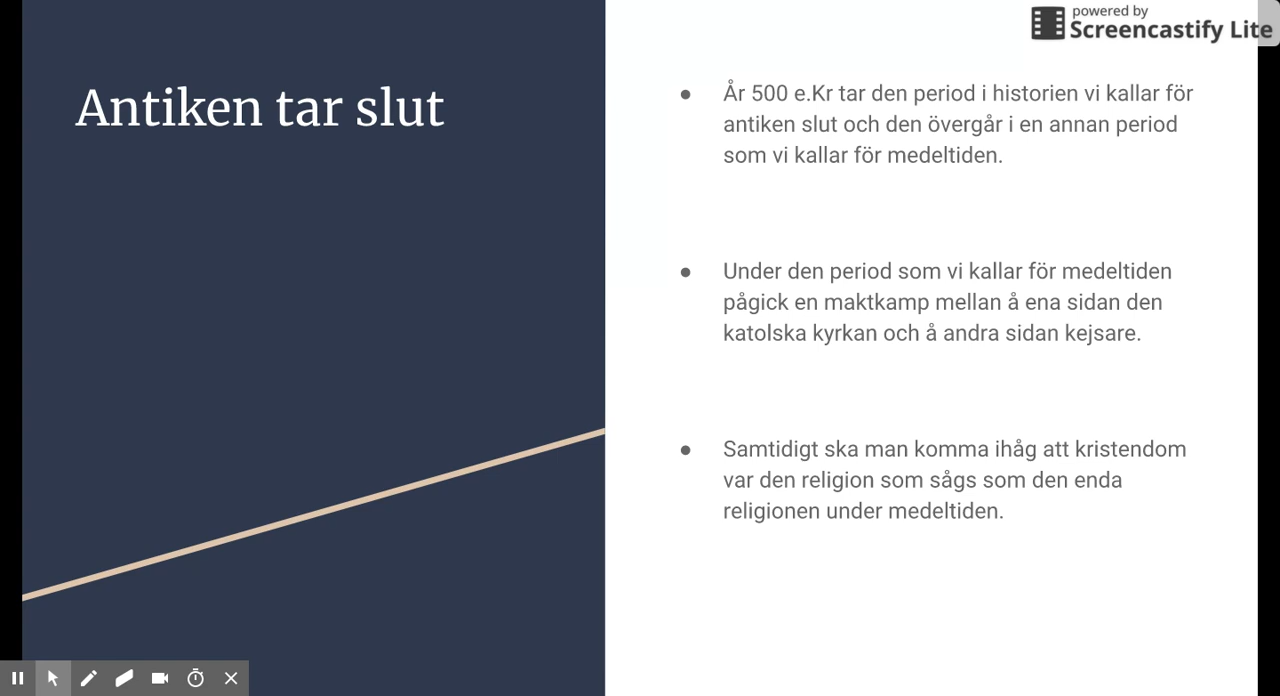 powered by
Screencastify Lite
Antiken tar slut
● År 500 e.Kr tar den period i historien vi kallar för
antiken slut och den övergår i en annan period
som vi kallar för medeltiden.
● Under den period som vi kallar för medeltiden
pågick en maktkamp mellan å ena sidan den
katolska kyrkan och å andra sidan kejsare.
● Samtidigt ska man komma ihåg att kristendom
var den religion som sågs som den enda
religionen under medeltiden.